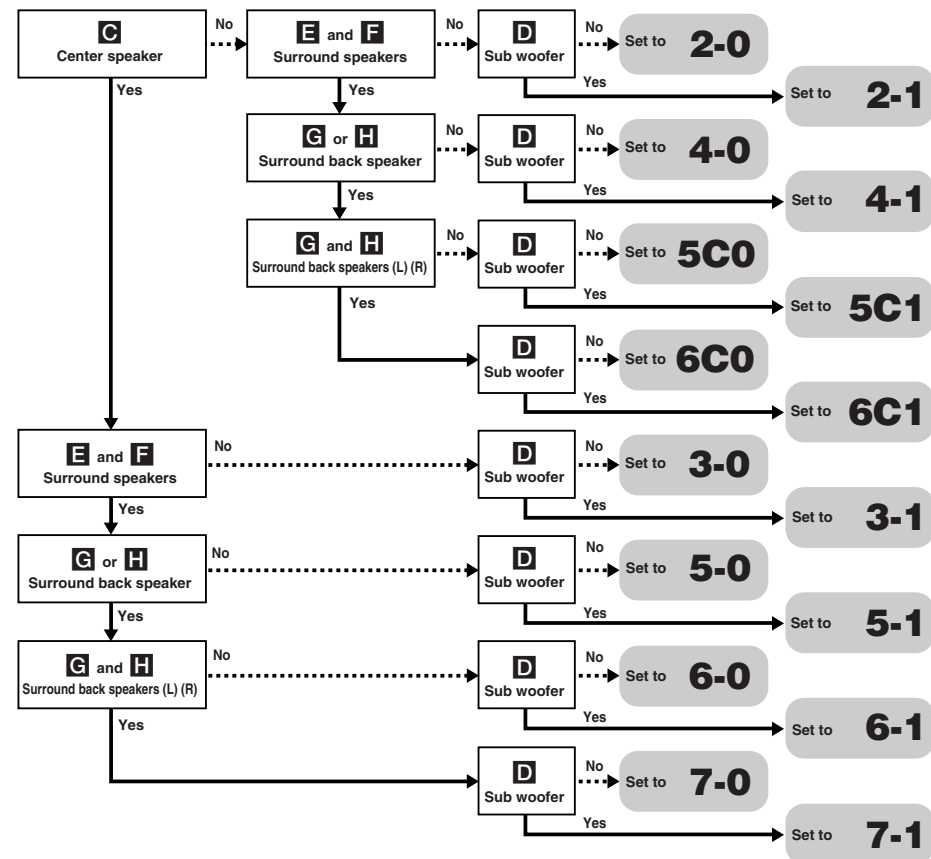 C
Center speaker
No
E and F
Surround speakers
No
D
Sub woofer
No
Set to 2-0
Yes
Set to 2-1
Yes
Yes
G or H
Surround back speaker
No
D
Sub woofer
No
Set to 4-0
Yes
Set to 4-1
Yes
G and H
Surround back speakers (L) (R)
No
D
Sub woofer
No
Set to 5C0
Yes
Set to 5C1
Yes
D
Sub woofer
No
Set to 6C0
Yes
Set to 6C1
E and F
Surround speakers
No
D
Sub woofer
No
Set to 3-0
Yes
Set to 3-1
Yes
G or H
Surround back speaker
No
D
Sub woofer
No
Set to 5-0
Yes
Set to 5-1
Yes
G and H
Surround back speakers (L) (R)
No
D
Sub woofer
No
Set to 6-0
Yes
Set to 6-1
Yes
D
Sub woofer
No
Set to 7-0
Yes
Set to 7-1